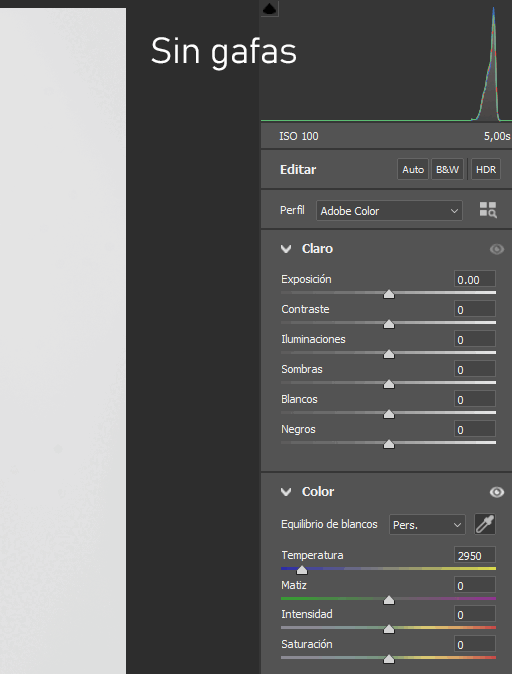 Sin gafas
ISO 100 5,00s
Editar Auto B&W HDR
Perfil Adobe Color
Claro
Exposición 0.00
Contraste 0
Iluminaciones 0
Sombras 0
Blancos 0
Negros 0
Color
Equilibrio de blancos Pers.
Temperatura 2950
Matiz 0
Intensidad 0
Saturación 0